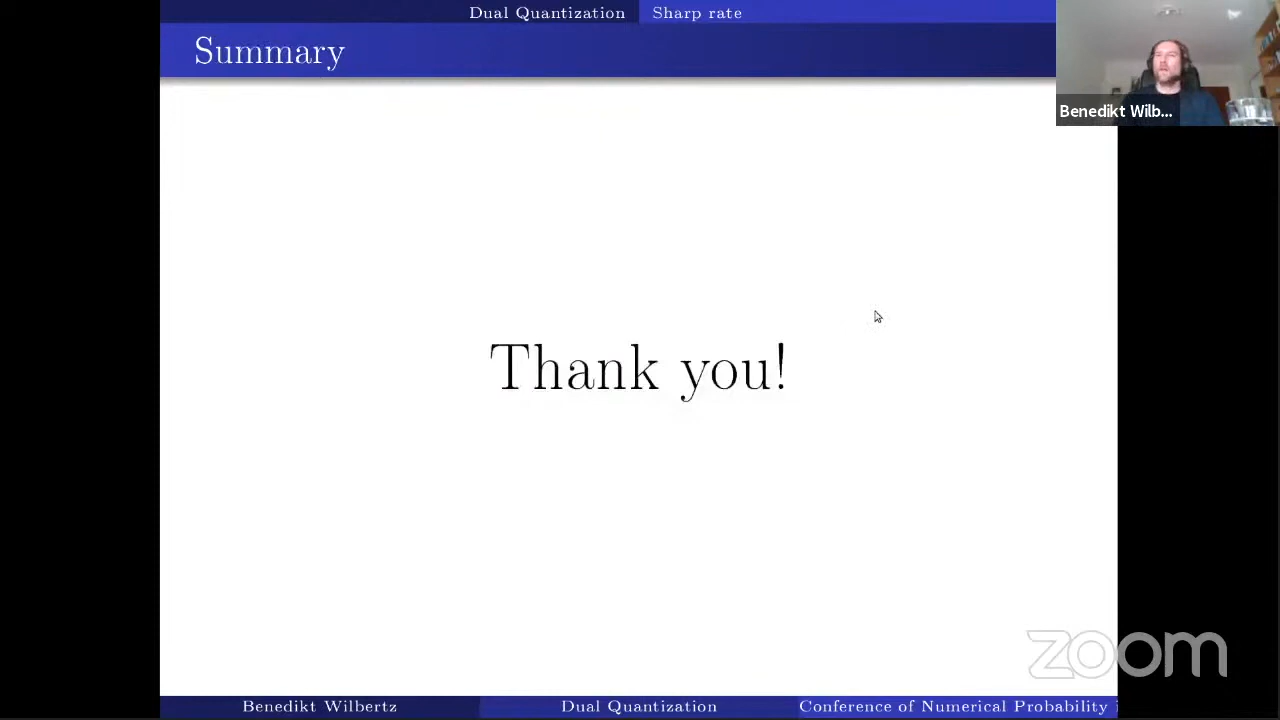 Dual Quantization Sharp rate
Summary
Benedikt Wilb...
Thank you!
zoom
Benedikt Wilbertz Dual Quantization Conference of Numerical Probability